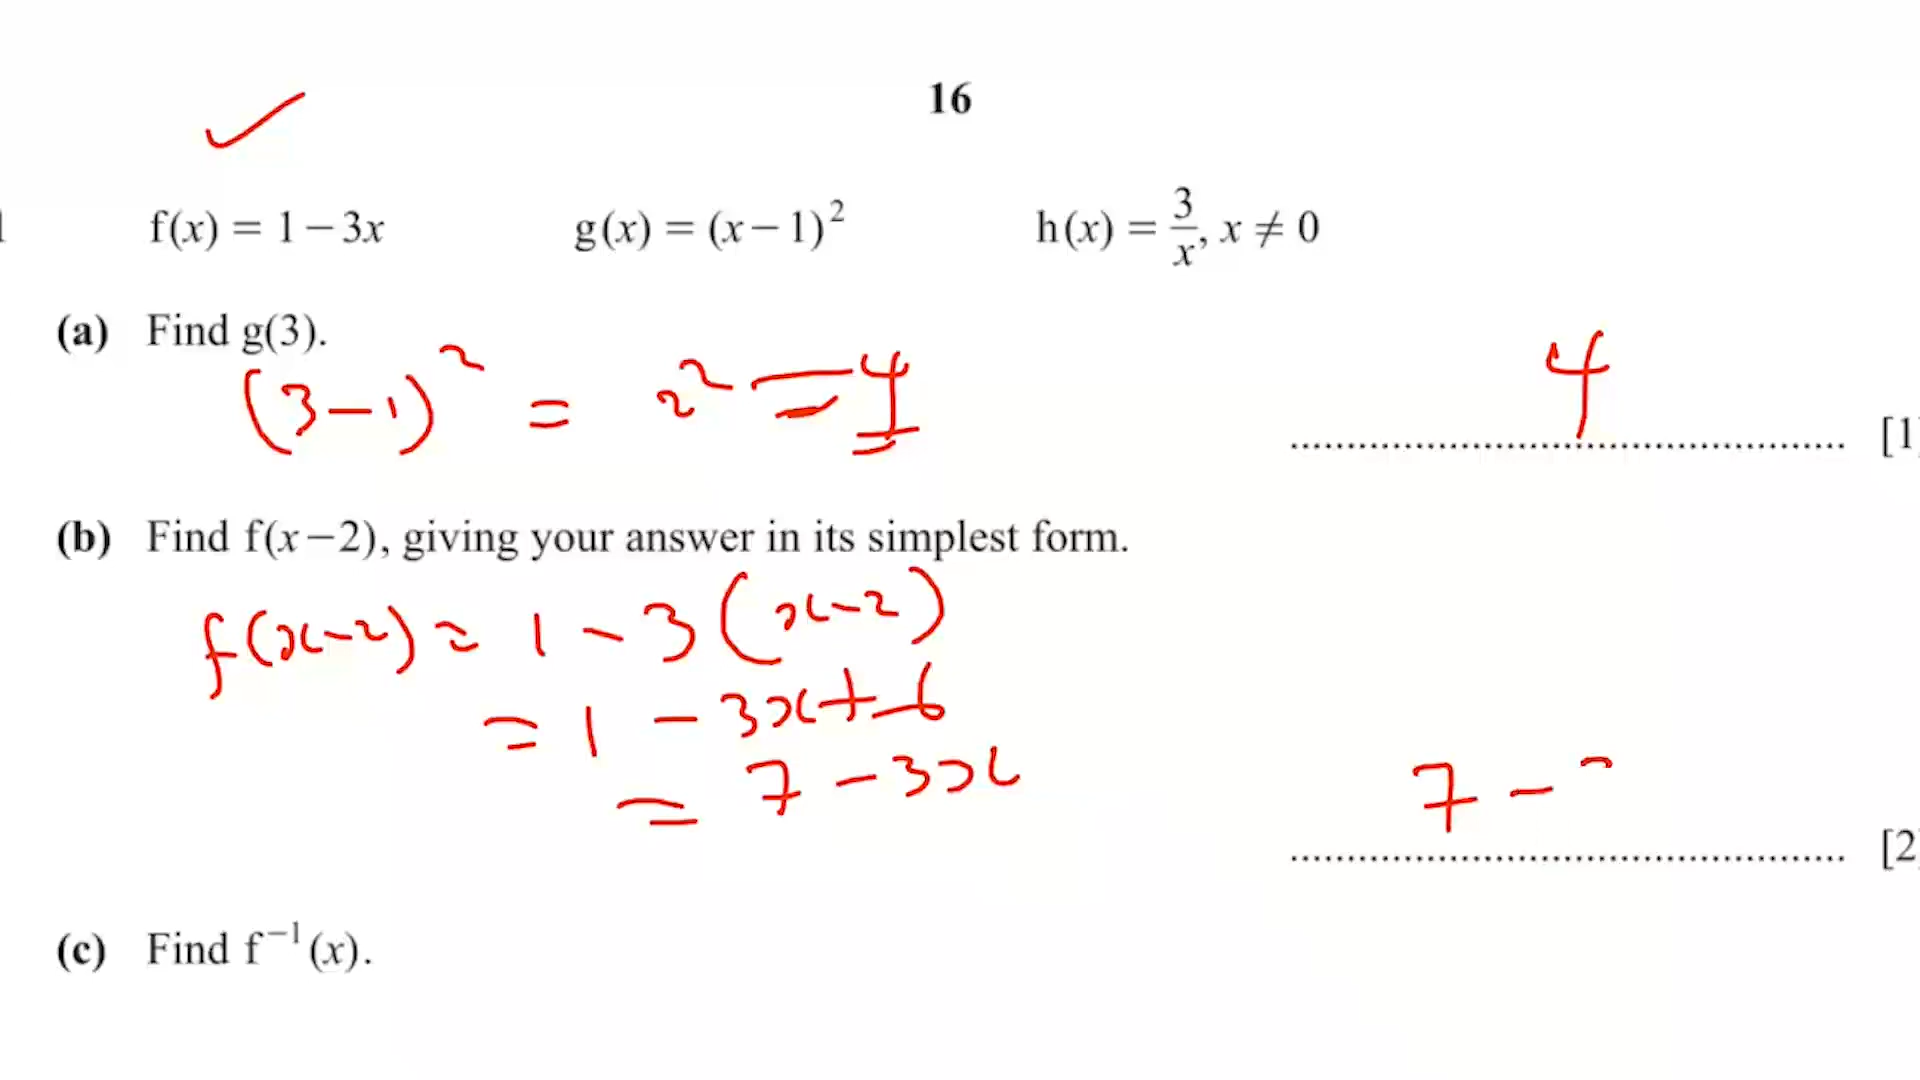 16
f(x) = 1 − 3x g(x) = (x − 1)² h(x) = 3/x, x ≠ 0
(a) Find g(3).
(3 − 1)² = 2² = 4
4
[1]
(b) Find f(x − 2), giving your answer in its simplest form.
f(x − 2) = 1 − 3(x − 2)
= 1 − 3x + 6
= 7 − 3x
7 −
[2]
(c) Find f⁻¹(x).